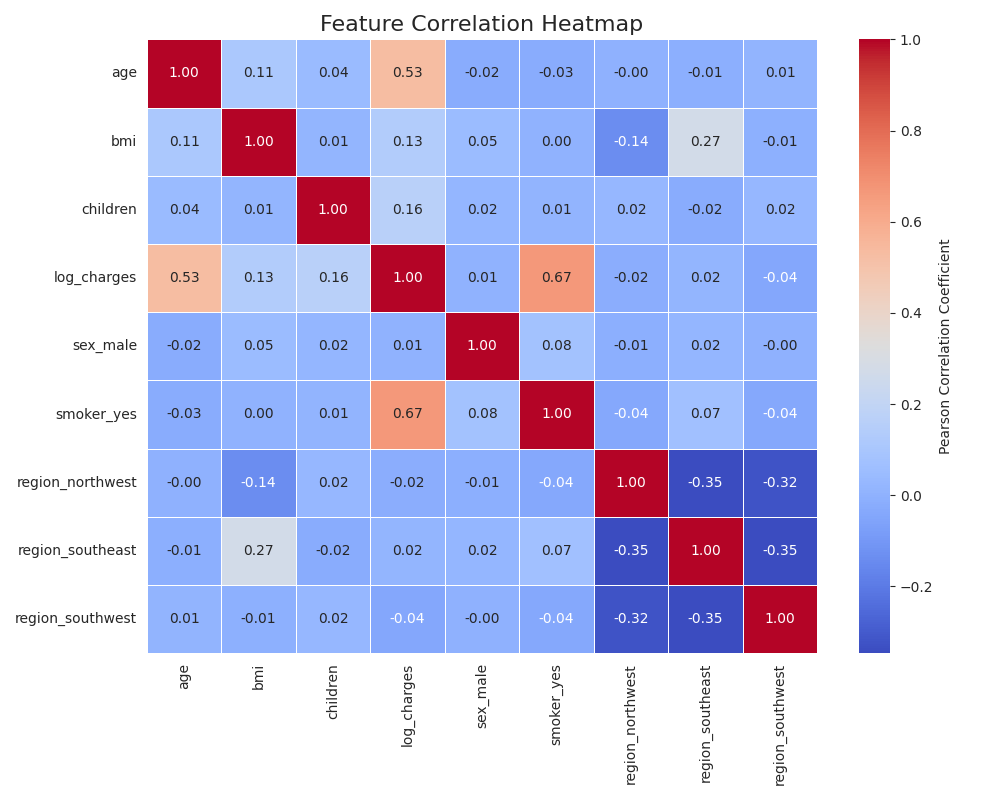 Feature Correlation Heatmap
age 1.00 0.11 0.04 0.53 -0.02 -0.03 -0.00 -0.01 0.01
bmi 0.11 1.00 0.01 0.13 0.05 0.00 -0.14 0.27 -0.01
children 0.04 0.01 1.00 0.16 0.02 0.01 0.02 -0.02 0.02
log_charges 0.53 0.13 0.16 1.00 0.01 0.67 -0.02 0.02 -0.04
sex_male -0.02 0.05 0.02 0.01 1.00 0.08 -0.01 0.02 -0.00
smoker_yes -0.03 0.00 0.01 0.67 0.08 1.00 -0.04 0.07 -0.04
region_northwest -0.00 -0.14 0.02 -0.02 -0.01 -0.04 1.00 -0.35 -0.32
region_southeast -0.01 0.27 -0.02 0.02 0.02 0.07 -0.35 1.00 -0.35
region_southwest 0.01 -0.01 0.02 -0.04 -0.00 -0.04 -0.32 -0.35 1.00
age
bmi
children
log_charges
sex_male
smoker_yes
region_northwest
region_southeast
region_southwest
1.0
0.8
0.6
0.4
0.2
0.0
−0.2
Pearson Correlation Coefficient